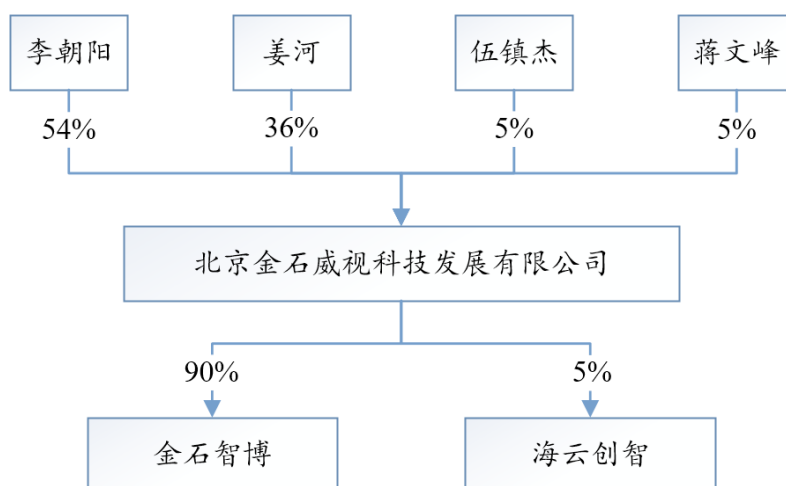 李朝阳 姜河 伍镇杰 蒋文峰
54% 36% 5% 5%
北京金石威视科技发展有限公司
90% 5%
金石智博 海云创智